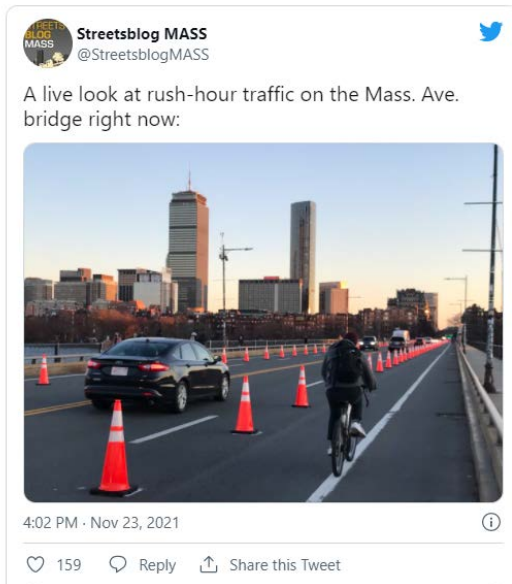 STREETS
BLOG
MASS
Streetsblog MASS
@StreetsblogMASS
A live look at rush-hour traffic on the Mass. Ave.
bridge right now:
4:02 PM · Nov 23, 2021
159 Reply Share this Tweet